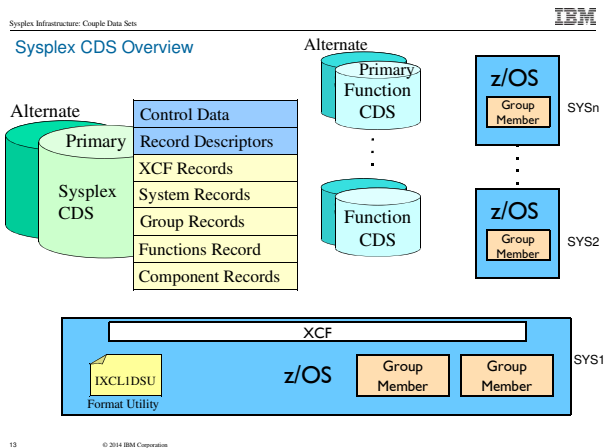 Sysplex Infrastructure: Couple Data Sets
IBM
Sysplex CDS Overview
Alternate
Primary
Sysplex
CDS
Control Data
Record Descriptors
XCF Records
System Records
Group Records
Functions Record
Component Records
Alternate
Primary
Function
CDS
Function
CDS
z/OS
Group
Member
SYSn
z/OS
Group
Member
SYS2
XCF
SYS1
IXCL1DSU
Format Utility
z/OS
Group
Member
Group
Member
13
© 2014 IBM Corporation